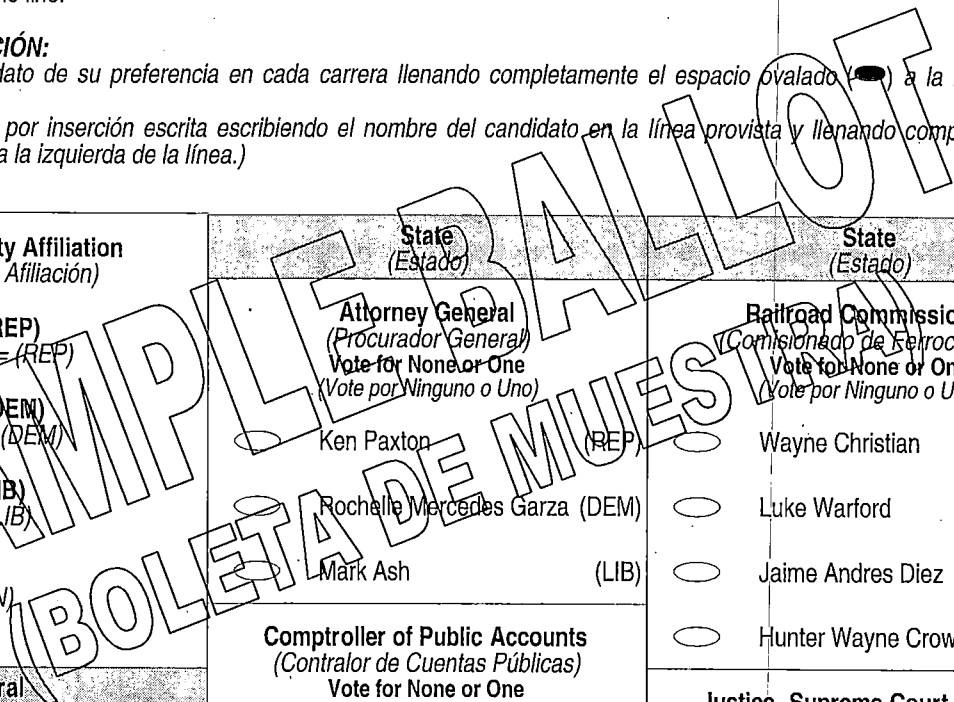 CIÓN:
dato de su preferencia en cada carrera llenando completamente el espacio ovalado ( ) a la
por inserción escrita escribiendo el nombre del candidato en la línea provista y llenando comp
a la izquierda de la línea.)
ty Affiliation
Afiliación)
REP)
= (REP)
DEM)
(DEM)
IB)
LIB)
N)
ral
State
(Estado)
Attorney General
(Procurador General)
Vote for None or One
(Vote por Ninguno o Uno)
Ken Paxton (REP)
Rochelle Mercedes Garza (DEM)
Mark Ash (LIB)
Comptroller of Public Accounts
(Contralor de Cuentas Públicas)
Vote for None or One
State
(Estado)
Railroad Commissio
(Comisionado de Ferroc
Vote for None or On
(Vote por Ninguno o U
Wayne Christian
Luke Warford
Jaime Andres Diez
Hunter Wayne Crow
Justice, Supreme Court
AMPLE BALLOT
(BOLETA DE MUESTRA)